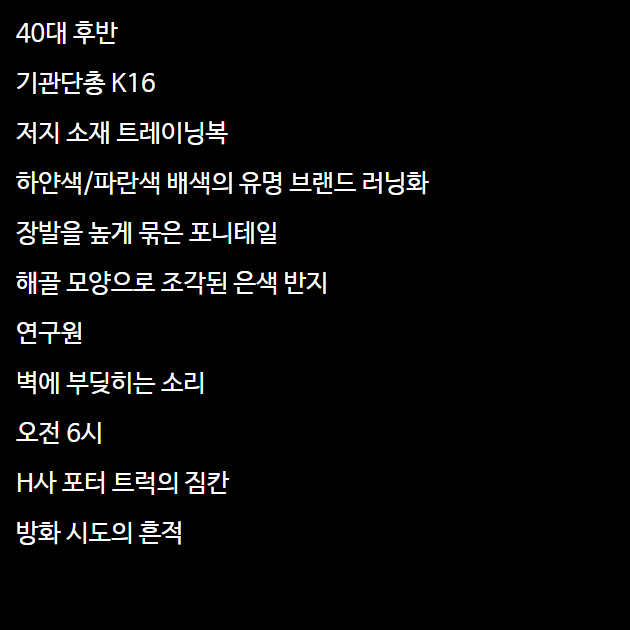 40대 후반
기관단총 K16
저지 소재 트레이닝복
하얀색/파란색 배색의 유명 브랜드 러닝화
장발을 높게 묶은 포니테일
해골 모양으로 조각된 은색 반지
연구원
벽에 부딪히는 소리
오전 6시
H사 포터 트럭의 짐칸
방화 시도의 흔적